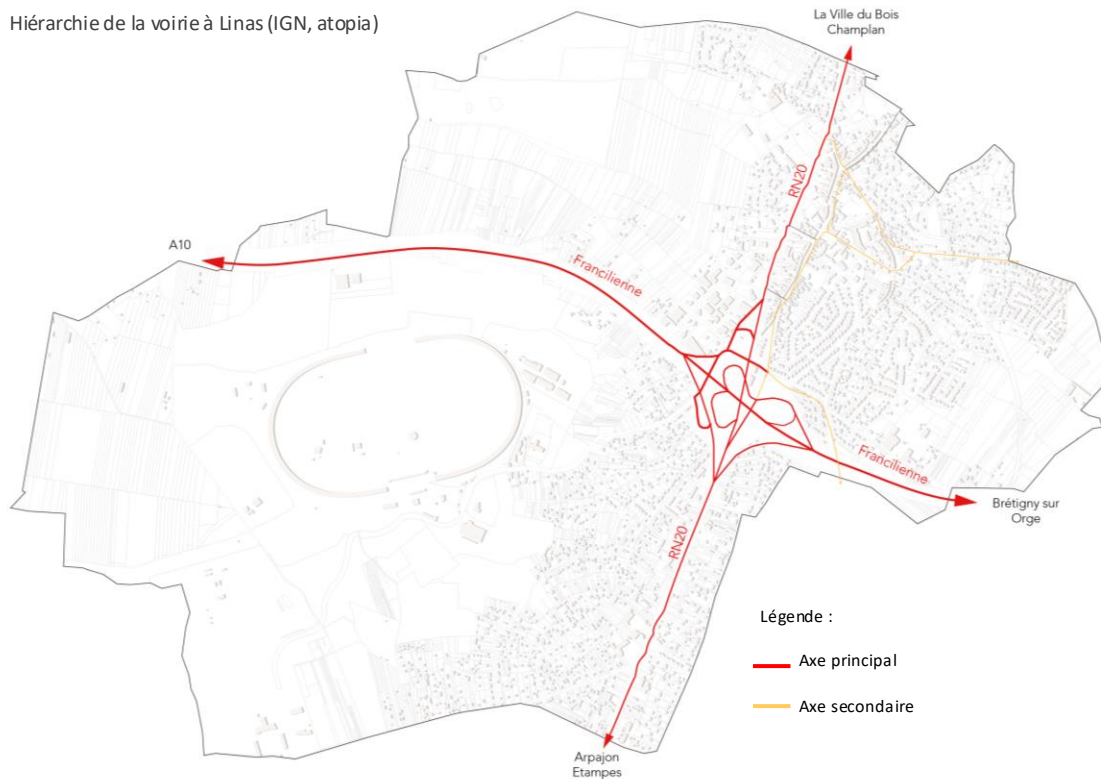 Hiérarchie de la voirie à Linas (IGN, atopia)
La Ville du Bois
Champlan
RN20
A10
Francilienne
Francilienne
Brétigny sur
Orge
RN20
Légende :
Axe principal
Axe secondaire
Arpajon
Etampes